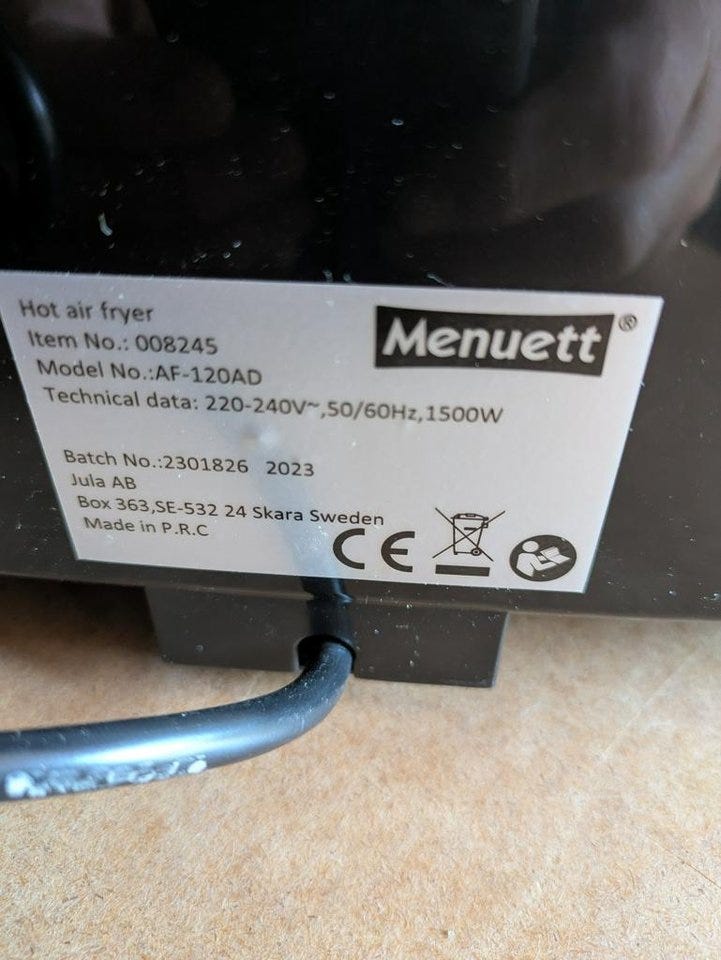 Hot air fryer
Menuett®
Item No.: 008245
Model No.:AF-120AD
Technical data: 220-240V~,50/60Hz,1500W
Batch No.:2301826 2023
Jula AB
Box 363,SE-532 24 Skara Sweden
Made in P.R.C
CE